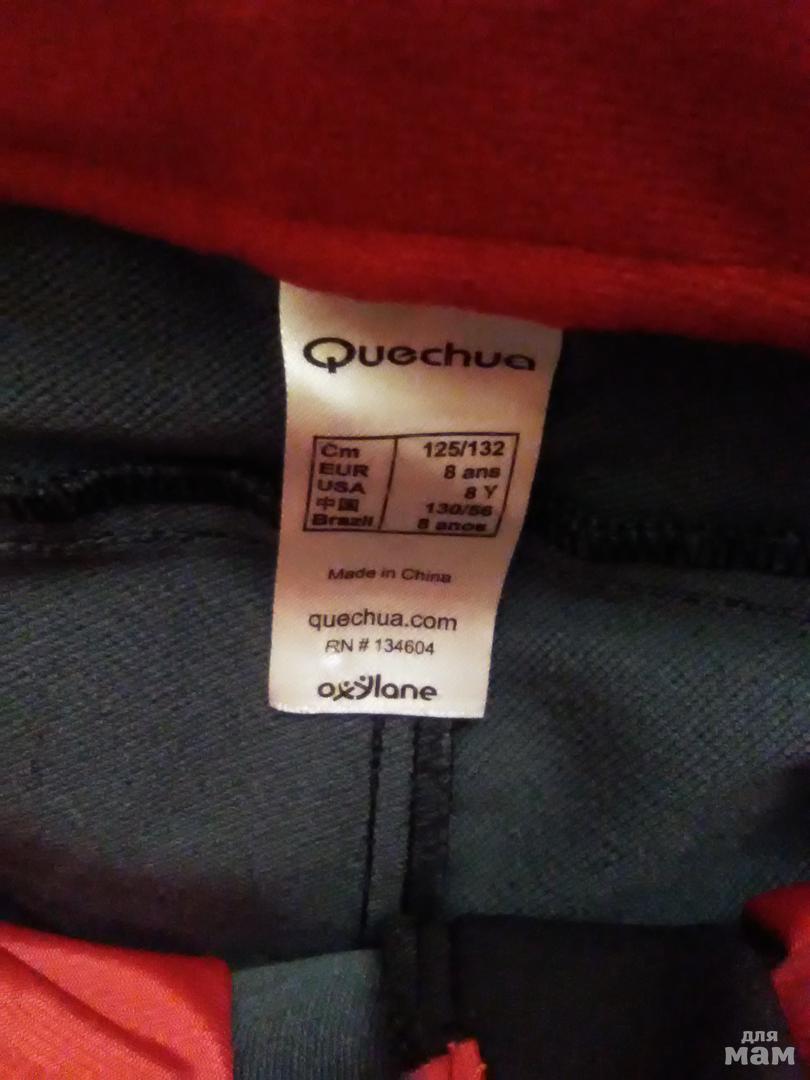 Quechua
Cm 125/132
EUR 8 ans
USA 8 Y
中国 130/56
Brazil 8 anos
Made in China
quechua.com
RN # 134604
oxylane
для
мам